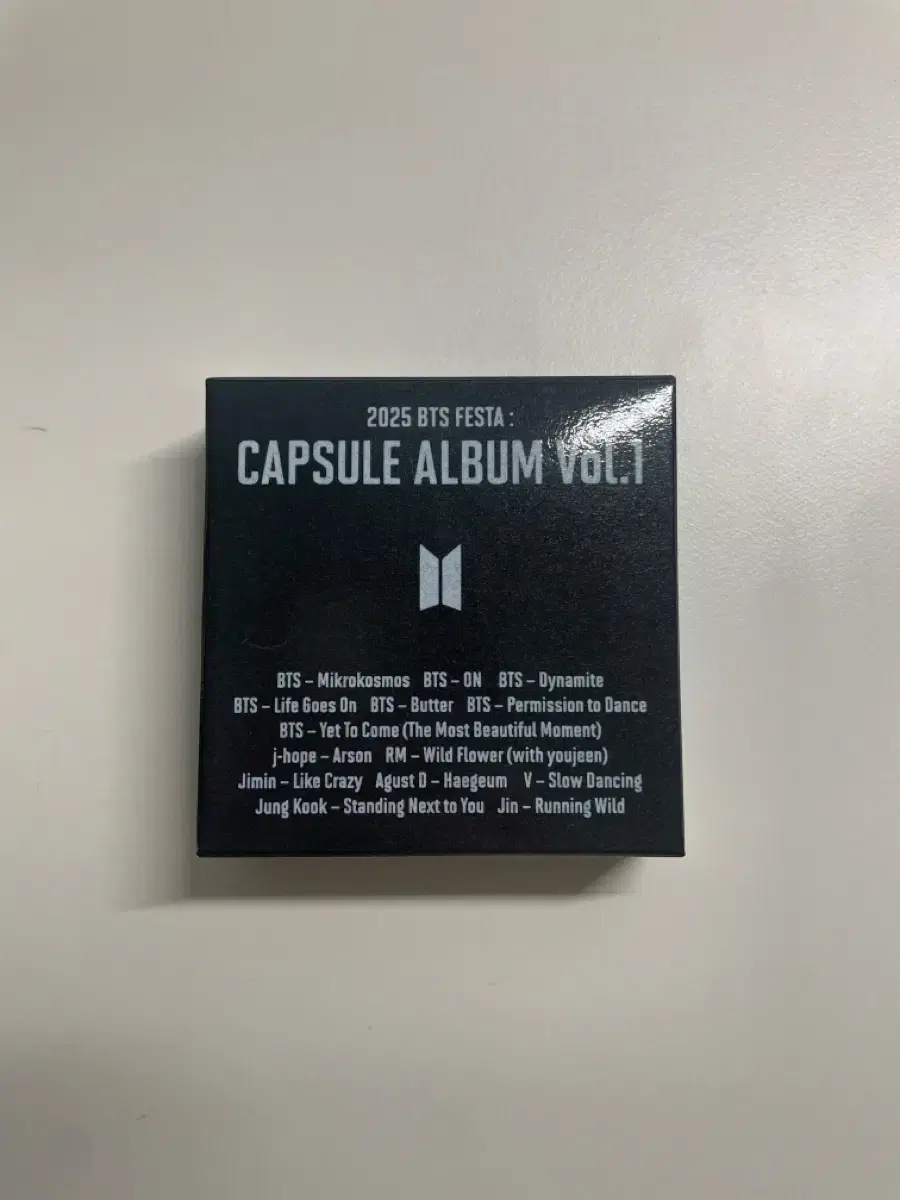 2025 BTS FESTA :
CAPSULE ALBUM VOL.1
BTS – Mikrokosmos BTS – ON BTS – Dynamite
BTS – Life Goes On BTS – Butter BTS – Permission to Dance
BTS – Yet To Come (The Most Beautiful Moment)
j-hope – Arson RM – Wild Flower (with youjeen)
Jimin – Like Crazy Agust D – Haegeum V – Slow Dancing
Jung Kook – Standing Next to You Jin – Running Wild